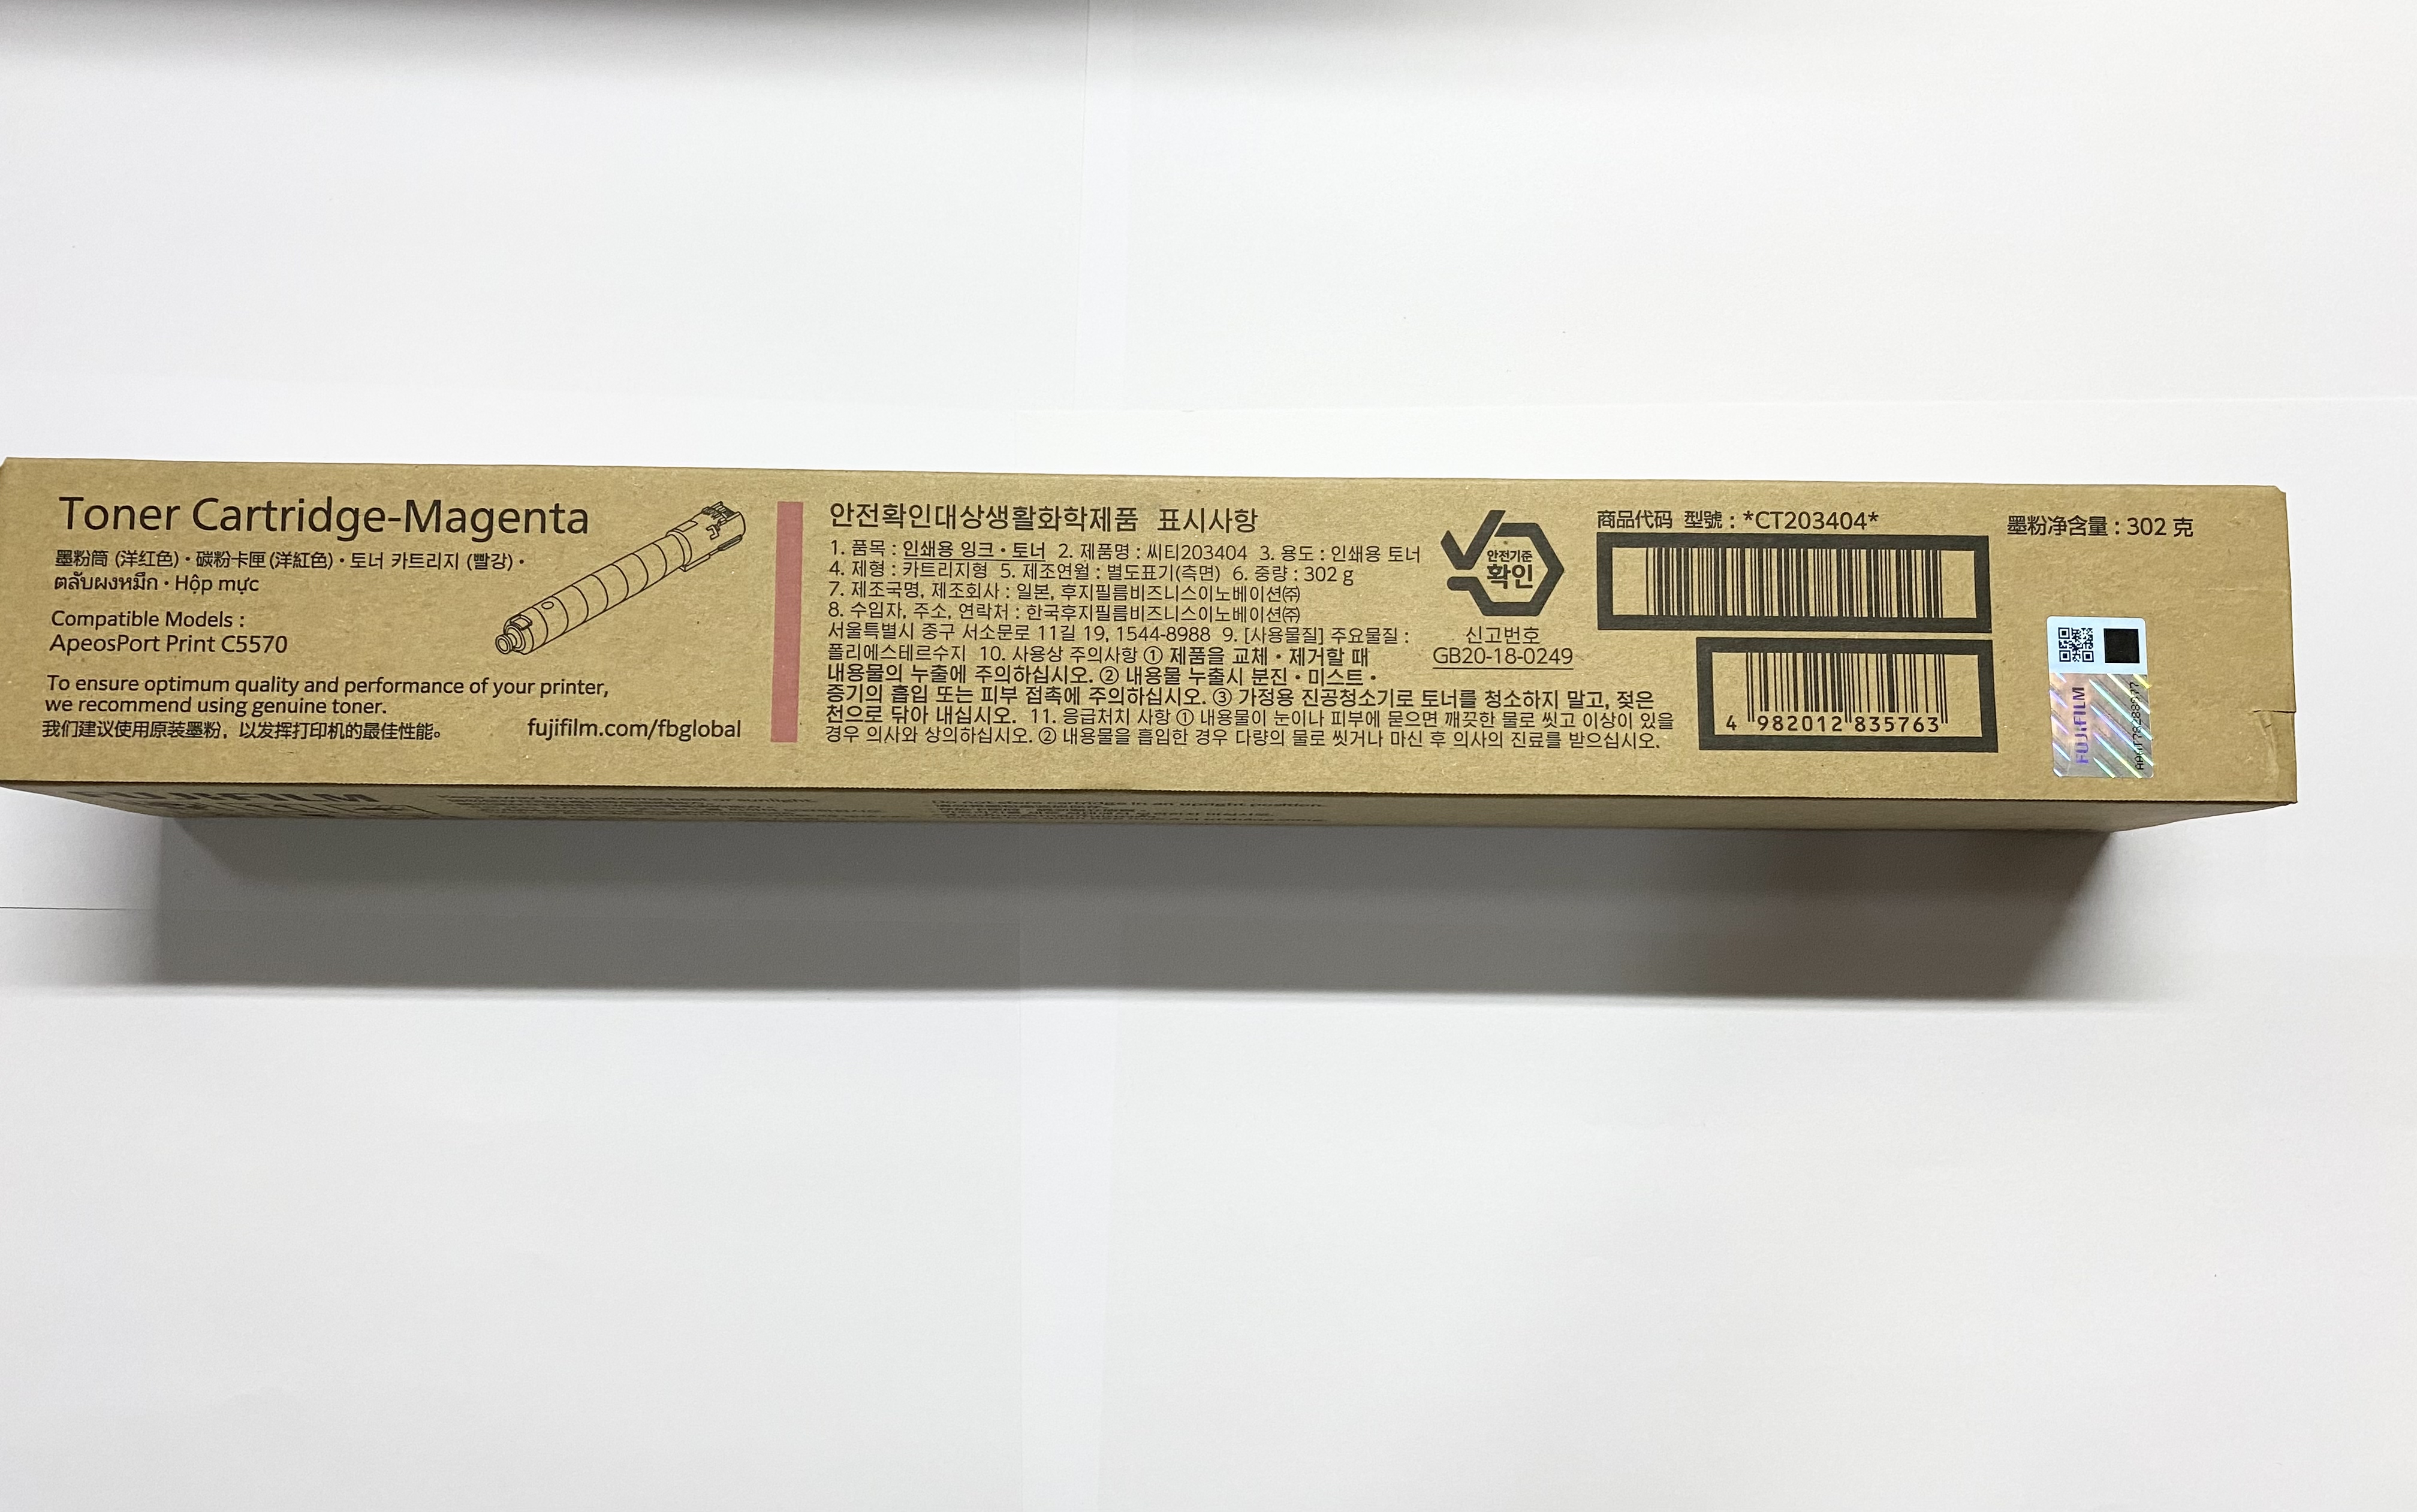 Toner Cartridge-Magenta
墨粉筒 (洋红色)・碳粉卡匣 (洋紅色)・토너 카트리지 (빨강)・
ตลับผงหมึก・Hộp mực
Compatible Models :
ApeosPort Print C5570
To ensure optimum quality and performance of your printer,
we recommend using genuine toner.
我们建议使用原装墨粉，以发挥打印机的最佳性能。
fujifilm.com/fbglobal
안전확인대상생활화학제품 표시사항
1. 품목 : 인쇄용 잉크・토너 2. 제품명 : 씨티203404 3. 용도 : 인쇄용 토너
4. 제형 : 카트리지형 5. 제조연월 : 별도표기(측면) 6. 중량 : 302 g
7. 제조국명, 제조회사 : 일본, 후지필름비즈니스이노베이션㈜
8. 수입자, 주소, 연락처 : 한국후지필름비즈니스이노베이션㈜
서울특별시 중구 서소문로 11길 19, 1544-8988 9. [사용물질] 주요물질 :
폴리에스테르수지 10. 사용상 주의사항 ① 제품을 교체・제거할 때
내용물의 누출에 주의하십시오. ② 내용물 누출시 분진・미스트・
증기의 흡입 또는 피부 접촉에 주의하십시오. ③ 가정용 진공청소기로 토너를 청소하지 말고, 젖은
천으로 닦아 내십시오. 11. 응급처치 사항 ① 내용물이 눈이나 피부에 묻으면 깨끗한 물로 씻고 이상이 있을
경우 의사와 상의하십시오. ② 내용물을 흡입한 경우 다량의 물로 씻거나 마신 후 의사의 진료를 받으십시오.
안전기준
확인
신고번호
GB20-18-0249
商品代码 型號 : *CT203404*
4 982012 835763
墨粉净含量 : 302 克
FUJIFILM
FUJIFILM
Do not store cartridge in an upright position.